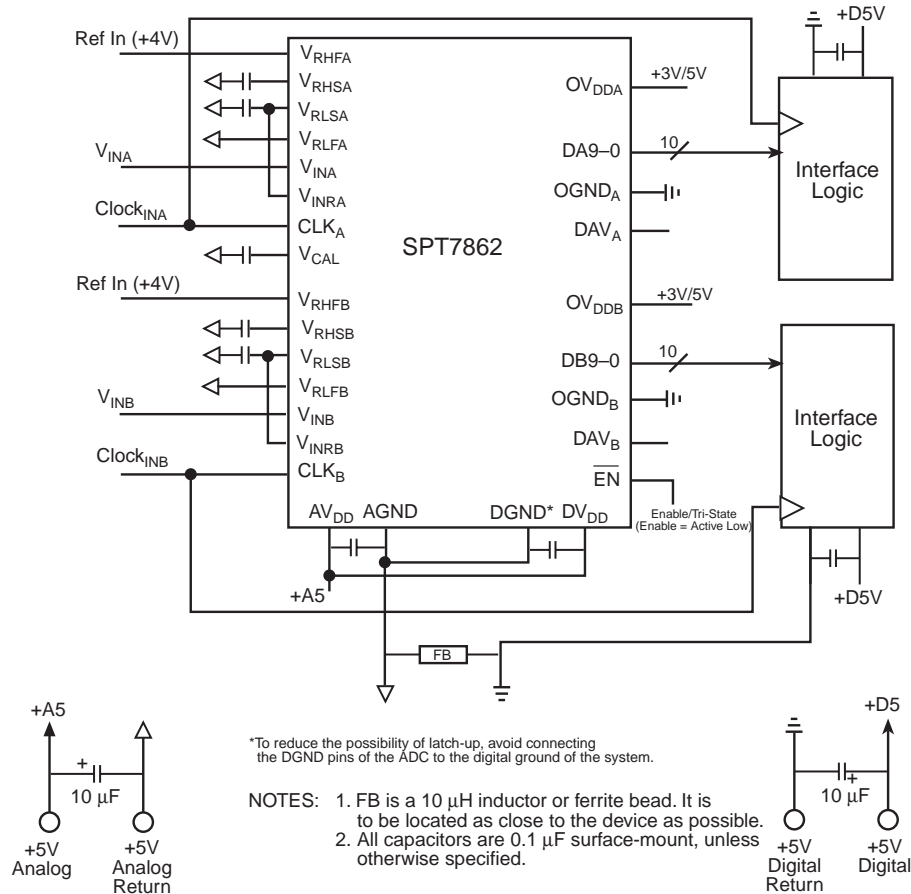 Ref In (+4V)
VRHFA
VRHSA
VRLSA
VRLFA
VINA
VINA
VINRA
ClockINA
CLKA
VCAL
Ref In (+4V)
VRHFB
VRHSB
VRLSB
VRLFB
VINB
VINB
VINRB
ClockINB
CLKB
SPT7862
OVDDA
+3V/5V
DA9–0
10
OGNDA
DAVA
OVDDB
+3V/5V
DB9–0
10
OGNDB
DAVB
EN
Enable/Tri-State
(Enable = Active Low)
AVDD
AGND
DGND*
DVDD
+A5
FB
+D5V
Interface
Logic
Interface
Logic
+D5V
+A5
+
10 µF
+5V
Analog
+5V
Analog
Return
*To reduce the possibility of latch-up, avoid connecting
the DGND pins of the ADC to the digital ground of the system.
NOTES: 1. FB is a 10 µH inductor or ferrite bead. It is
to be located as close to the device as possible.
2. All capacitors are 0.1 µF surface-mount, unless
otherwise specified.
+D5
+
10 µF
+5V
Digital
Return
+5V
Digital